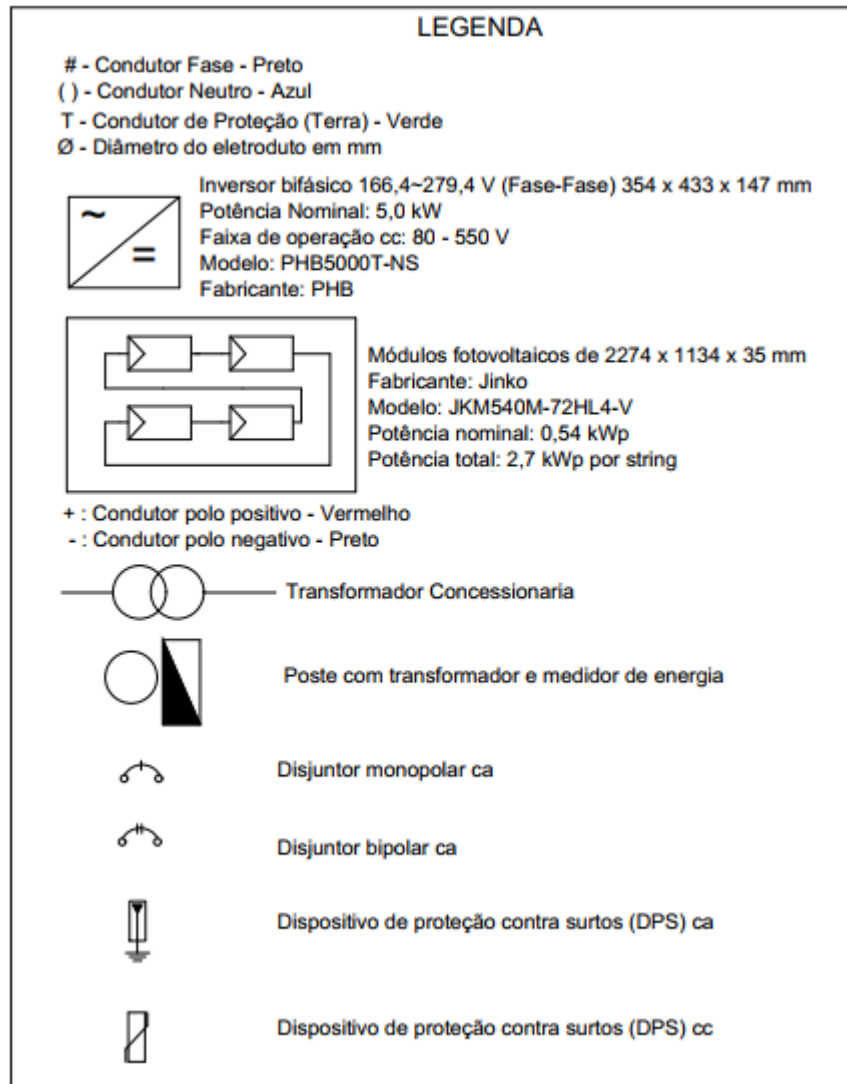 LEGENDA
# - Condutor Fase - Preto
( ) - Condutor Neutro - Azul
T - Condutor de Proteção (Terra) - Verde
Ø - Diâmetro do eletroduto em mm
Inversor bifásico 166,4~279,4 V (Fase-Fase) 354 x 433 x 147 mm
Potência Nominal: 5,0 kW
Faixa de operação cc: 80 - 550 V
Modelo: PHB5000T-NS
Fabricante: PHB
Módulos fotovoltaicos de 2274 x 1134 x 35 mm
Fabricante: Jinko
Modelo: JKM540M-72HL4-V
Potência nominal: 0,54 kWp
Potência total: 2,7 kWp por string
+ : Condutor polo positivo - Vermelho
- : Condutor polo negativo - Preto
Transformador Concessionaria
Poste com transformador e medidor de energia
Disjuntor monopolar ca
Disjuntor bipolar ca
Dispositivo de proteção contra surtos (DPS) ca
Dispositivo de proteção contra surtos (DPS) cc